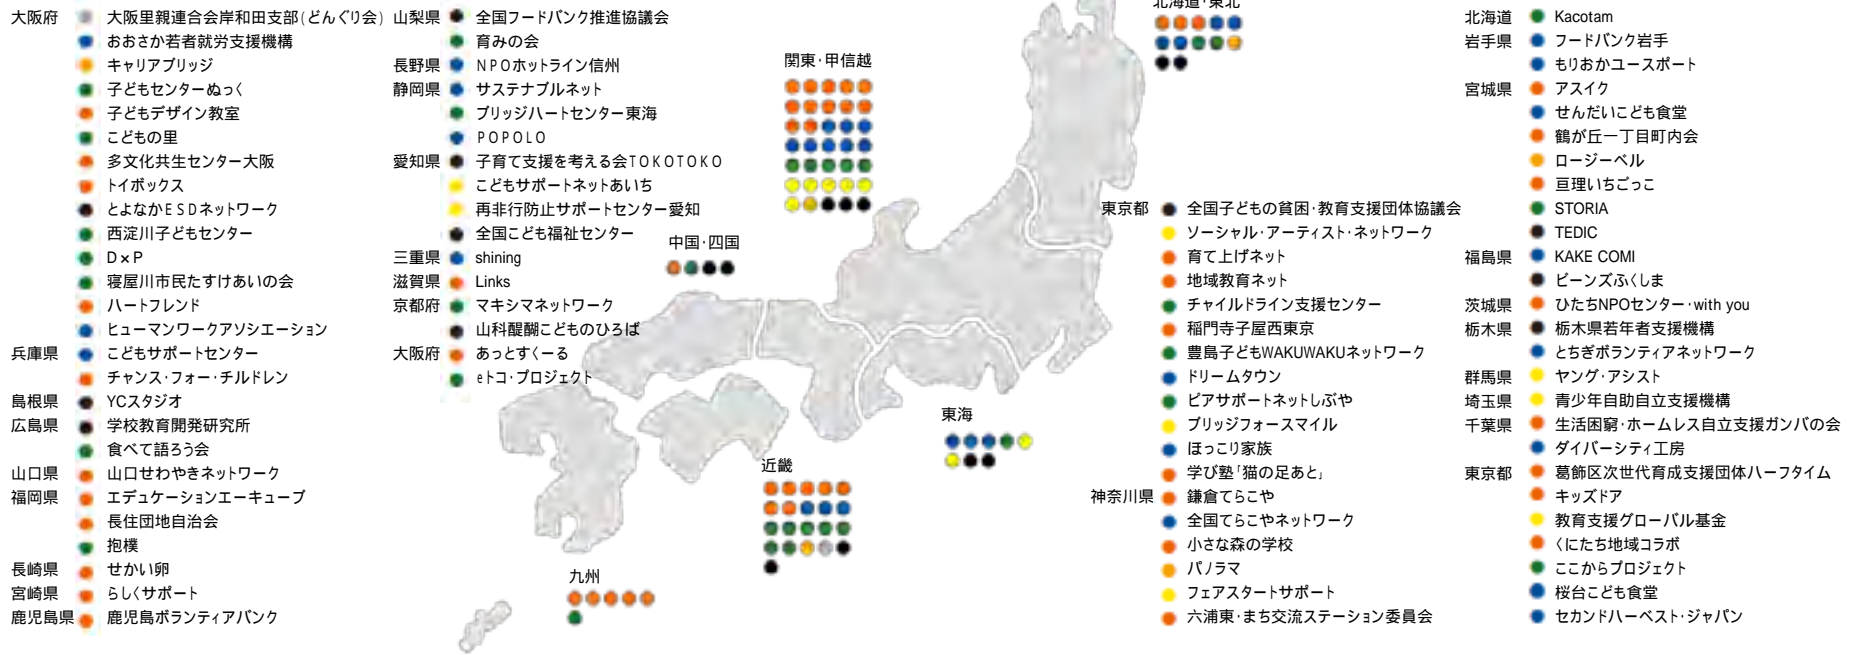 大阪府 大阪里親連合会岸和田支部(どんぐり会)
おおさか若者就労支援機構
キャリアブリッジ
子どもセンターぬっく
子どもデザイン教室
こどもの里
多文化共生センター大阪
トイボックス
とよなかESDネットワーク
西淀川子どもセンター
D×P
寝屋川市民たすけあいの会
ハートフレンド
ヒューマンワークアソシエーション
兵庫県 こどもサポートセンター
チャンス・フォー・チルドレン
島根県 YCスタジオ
広島県 学校教育開発研究所
食べて語ろう会
山口県 山口せわやきネットワーク
福岡県 エデュケーションエーキューブ
長住団地自治会
抱樸
長崎県 せかい卵
宮崎県 らしくサポート
鹿児島県 鹿児島ボランティアバンク
山梨県 全国フードバンク推進協議会
育みの会
長野県 NPOホットライン信州
静岡県 サステナブルネット
ブリッジハートセンター東海
POPOLO
愛知県 子育て支援を考える会TOKOTOKO
こどもサポートネットあいち
再非行防止サポートセンター愛知
全国こども福祉センター
三重県 shining
滋賀県 Links
京都府 マキシマネットワーク
山科醍醐こどものひろば
大阪府 あっとすくーる
eトコ・プロジェクト
北海道・東北
関東・甲信越
中国・四国
東海
近畿
九州
東京都 全国子どもの貧困・教育支援団体協議会
ソーシャル・アーティスト・ネットワーク
育て上げネット
地域教育ネット
チャイルドライン支援センター
稲門寺子屋西東京
豊島子どもWAKUWAKUネットワーク
ドリームタウン
ピアサポートネットしぶや
ブリッジフォースマイル
ほっこり家族
学び塾「猫の足あと」
神奈川県 鎌倉てらこや
全国てらこやネットワーク
小さな森の学校
パノラマ
フェアスタートサポート
六浦東・まち交流ステーション委員会
北海道 Kacotam
岩手県 フードバンク岩手
もりおかユースポート
宮城県 アスイク
せんだいこども食堂
鶴が丘一丁目町内会
ロージーベル
亘理いちごっこ
STORIA
TEDIC
福島県 KAKE COMI
ビーンズふくしま
茨城県 ひたちNPOセンター・with you
栃木県 栃木県若年者支援機構
とちぎボランティアネットワーク
群馬県 ヤング・アシスト
埼玉県 青少年自助自立支援機構
千葉県 生活困窮・ホームレス自立支援ガンバの会
ダイバーシティ工房
東京都 葛飾区次世代育成支援団体ハーフタイム
キッズドア
教育支援グローバル基金
くにたち地域コラボ
ここからプロジェクト
桜台こども食堂
セカンドハーベスト・ジャパン